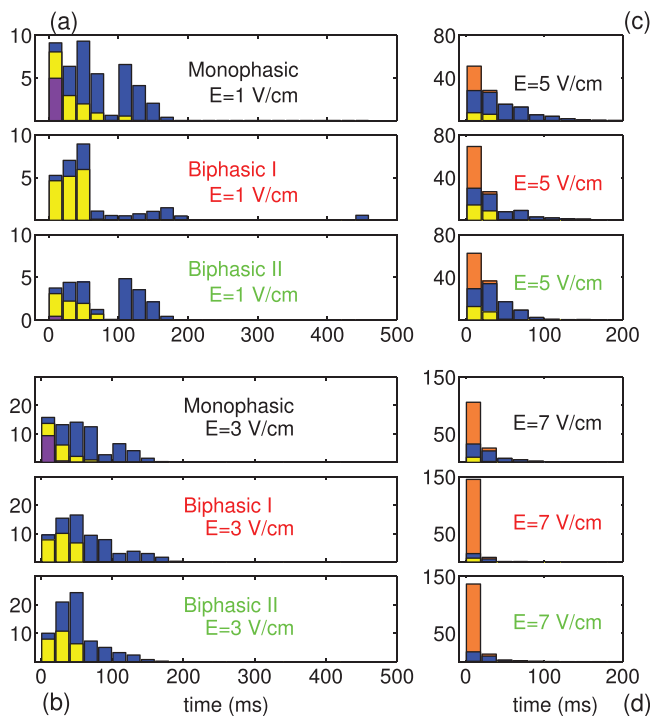 (a)
10
5
Monophasic
E=1 V/cm
10
5
0
Biphasic I
E=1 V/cm
10
5
0
Biphasic II
E=1 V/cm
0 100 200 300 400 500
(c)
80
40
E=5 V/cm
80
40
E=5 V/cm
80
40
E=5 V/cm
0 100 200
20
10
Monophasic
E=3 V/cm
20
10
Biphasic I
E=3 V/cm
20
10
Biphasic II
E=3 V/cm
0 100 200 300 400 500
(b)
time (ms)
150
50
E=7 V/cm
150
50
E=7 V/cm
150
50
E=7 V/cm
0 100 200
time (ms)
(d)